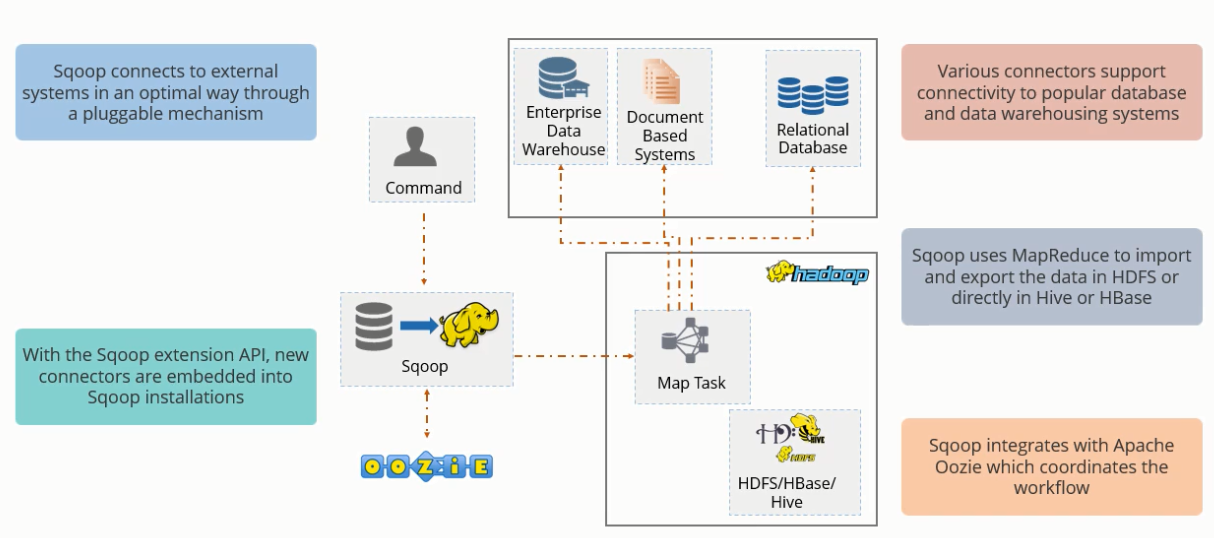 Sqoop connects to external
systems in an optimal way through
a pluggable mechanism
Command
Enterprise
Data
Warehouse
Document
Based
Systems
Relational
Database
Various connectors support
connectivity to popular database
and data warehousing systems
Sqoop uses MapReduce to import
and export the data in HDFS or
directly in Hive or HBase
hadoop
With the Sqoop extension API, new
connectors are embedded into
Sqoop installations
Sqoop
Map Task
HIVE
HDFS/HBase/
Hive
OOZiE
Sqoop integrates with Apache
Oozie which coordinates the
workflow